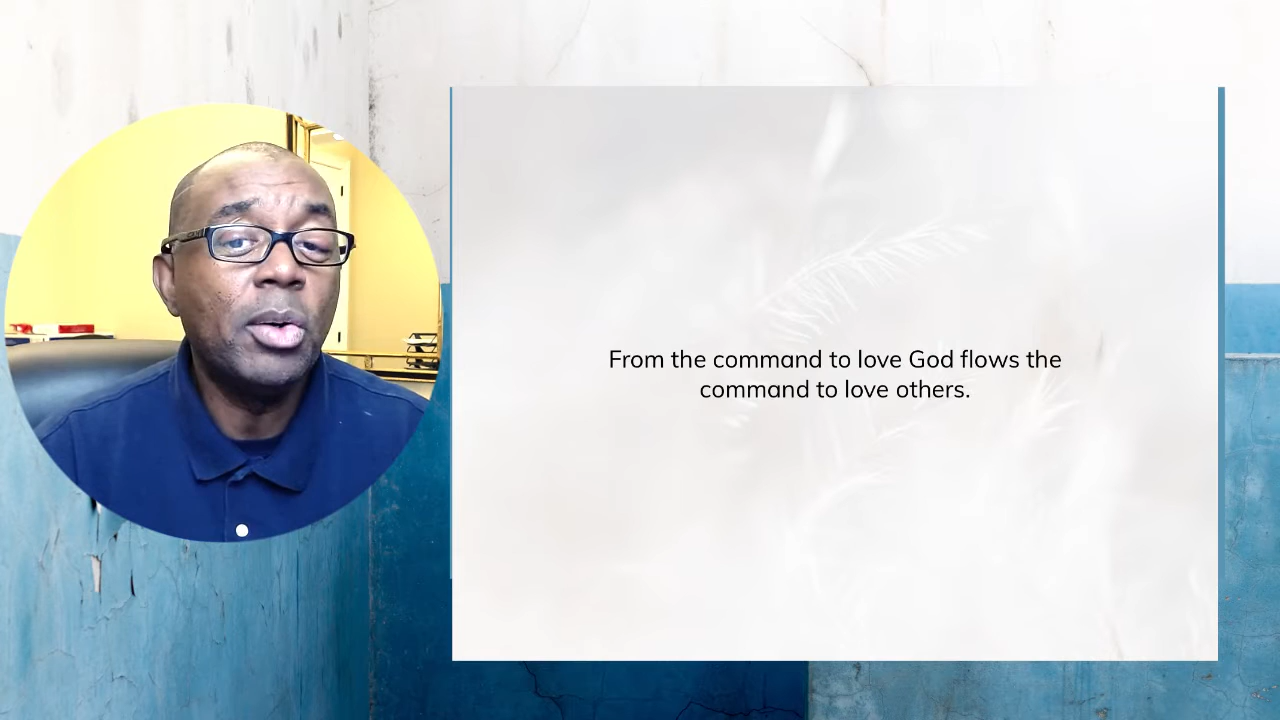 From the command to love God flows the
command to love others.